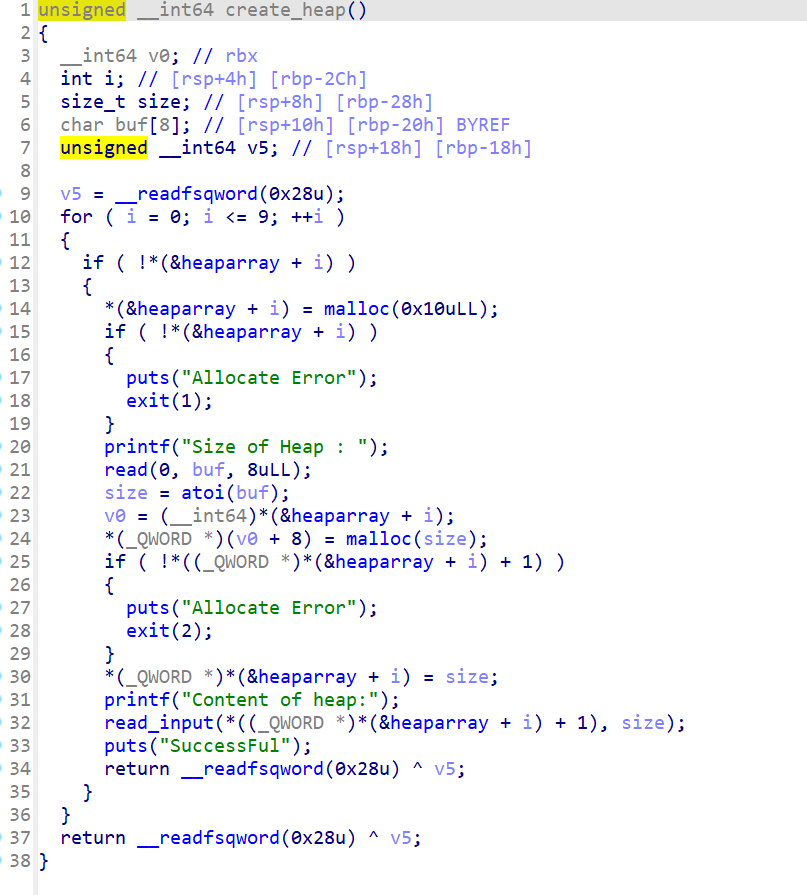 1 unsigned __int64 create_heap()
2 {
3   __int64 v0; // rbx
4   int i; // [rsp+4h] [rbp-2Ch]
5   size_t size; // [rsp+8h] [rbp-28h]
6   char buf[8]; // [rsp+10h] [rbp-20h] BYREF
7   unsigned __int64 v5; // [rsp+18h] [rbp-18h]
8
9   v5 = __readfsqword(0x28u);
10   for ( i = 0; i <= 9; ++i )
11   {
12     if ( !*(&heaparray + i) )
13     {
14       *(&heaparray + i) = malloc(0x10uLL);
15       if ( !*(&heaparray + i) )
16       {
17         puts("Allocate Error");
18         exit(1);
19       }
20       printf("Size of Heap : ");
21       read(0, buf, 8uLL);
22       size = atoi(buf);
23       v0 = (__int64)*(&heaparray + i);
24       *(_QWORD *)(v0 + 8) = malloc(size);
25       if ( !*((_QWORD *)*(&heaparray + i) + 1) )
26       {
27         puts("Allocate Error");
28         exit(2);
29       }
30       *(_QWORD *)*(&heaparray + i) = size;
31       printf("Content of heap:");
32       read_input(*((_QWORD *)*(&heaparray + i) + 1), size);
33       puts("SuccessFul");
34       return __readfsqword(0x28u) ^ v5;
35     }
36   }
37   return __readfsqword(0x28u) ^ v5;
38 }